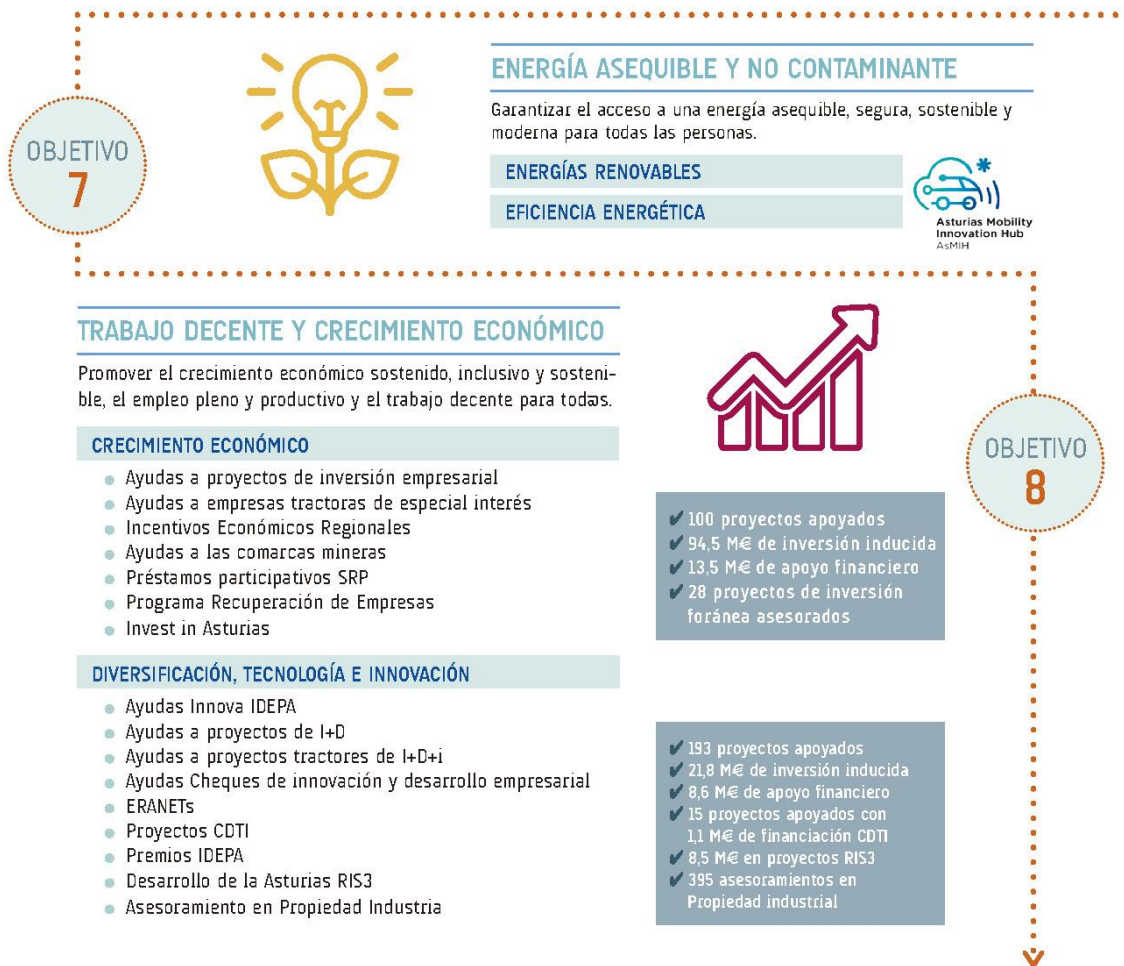 OBJETIVO
7
ENERGÍA ASEQUIBLE Y NO CONTAMINANTE
Garantizar el acceso a una energía asequible, segura, sostenible y
moderna para todas las personas.
ENERGÍAS RENOVABLES
EFICIENCIA ENERGÉTICA
Asturias Mobility
Innovation Hub
AsMIH
TRABAJO DECENTE Y CRECIMIENTO ECONÓMICO
Promover el crecimiento económico sostenido, inclusivo y sosteni-
ble, el empleo pleno y productivo y el trabajo decente para todəs.
CRECIMIENTO ECONÓMICO
Ayudas a proyectos de inversión empresarial
Ayudas a empresas tractoras de especial interés
Incentivos Económicos Regionales
Ayudas a las comarcas mineras
Préstamos participativos SRP
Programa Recuperación de Empresas
Invest in Asturias
OBJETIVO
8
✔ 100 proyectos apoyados
✔ 94,5 M€ de inversión inducida
✔ 13,5 M€ de apoyo financiero
✔ 28 proyectos de inversión
foránea asesorados
DIVERSIFICACIÓN, TECNOLOGÍA E INNOVACIÓN
Ayudas Innova IDEPA
Ayudas a proyectos de I+D
Ayudas a proyectos tractores de I+D+i
Ayudas Cheques de innovación y desarrollo empresarial
ERANETs
Proyectos CDTI
Premios IDEPA
Desarrollo de la Asturias RIS3
Asesoramiento en Propiedad Industria
✔ 193 proyectos apoyados
✔ 21,8 M€ de inversión inducida
✔ 8,6 M€ de apoyo financiero
✔ 15 proyectos apoyados con
1,1 M€ de financiación CDTI
✔ 8,5 M€ en proyectos RIS3
✔ 395 asesoramientos en
Propiedad industrial